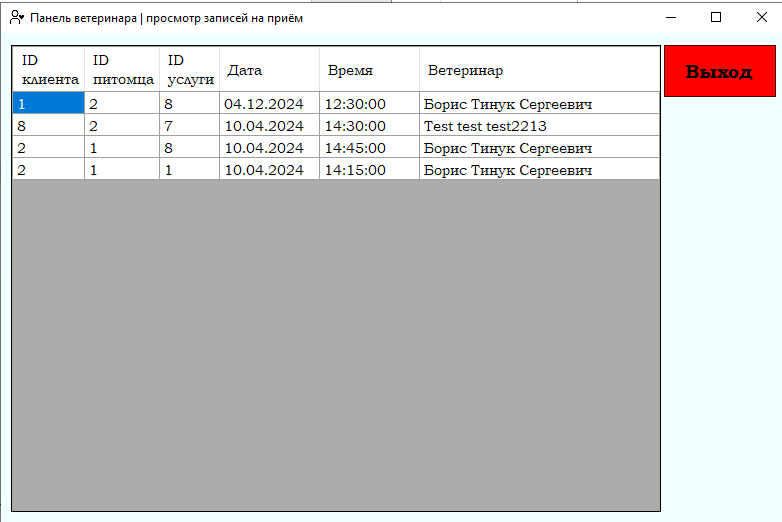 Панель ветеринара | просмотр записей на приём
ID клиента ID питомца ID услуги Дата Время Ветеринар
Выход
1 2 8 04.12.2024 12:30:00 Борис Тинук Сергеевич
8 2 7 10.04.2024 14:30:00 Test test test2213
2 1 8 10.04.2024 14:45:00 Борис Тинук Сергеевич
2 1 1 10.04.2024 14:15:00 Борис Тинук Сергеевич